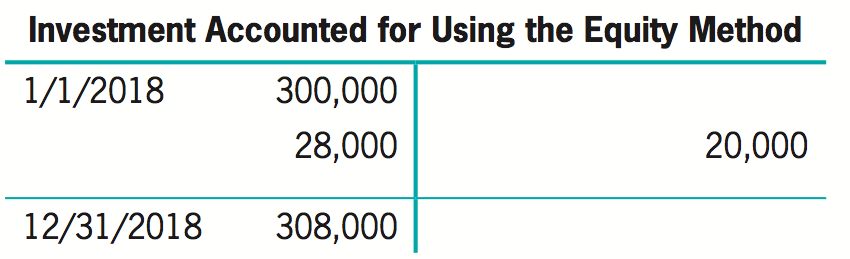 Investment Accounted for Using the Equity Method
1/1/2018 300,000
28,000 20,000
12/31/2018 308,000